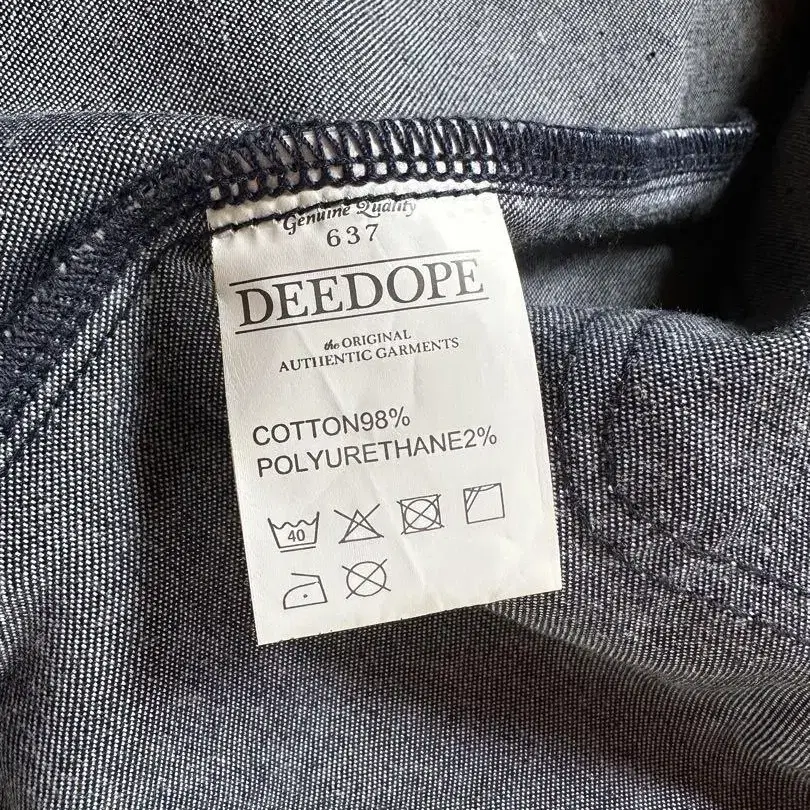 Genuine Quality
637
DEEDOPE
the ORIGINAL
AUTHENTIC GARMENTS
COTTON98%
POLYURETHANE2%
40